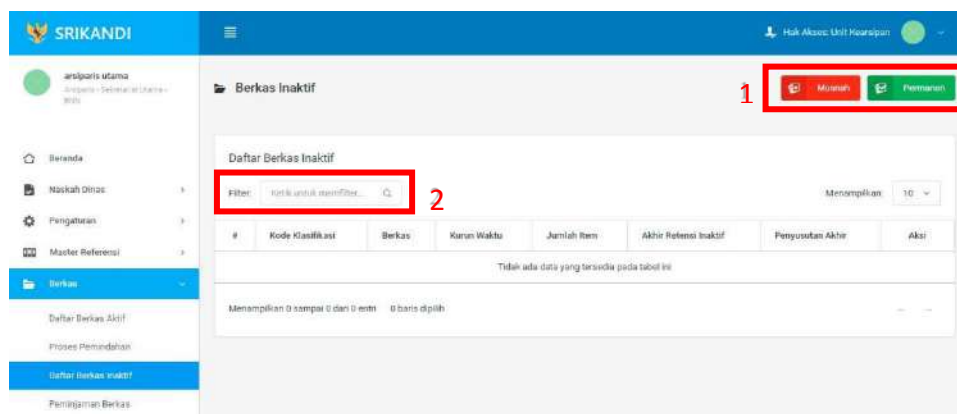 SRIKANDI
Hak Akses: Unit Kearsipan
arsiparis utama
Arsiparis - Sekretariat Utama -
Berkas Inaktif
1
Musnah
Permanen
Beranda
Naskah Dinas
Pengaturan
Master Referensi
Berkas
Daftar Berkas Aktif
Proses Pemindahan
Daftar Berkas Inaktif
Peminjaman Berkas
Daftar Berkas Inaktif
Filter: Ketik untuk memfilter...
2
Menampilkan: 10
# Kode Klasifikasi Berkas Kurun Waktu Jumlah Item Akhir Retensi Inaktif Penyusutan Akhir Aksi
Tidak ada data yang tersedia pada tabel ini
Menampilkan 0 sampai 0 dari 0 entri 0 baris dipilih